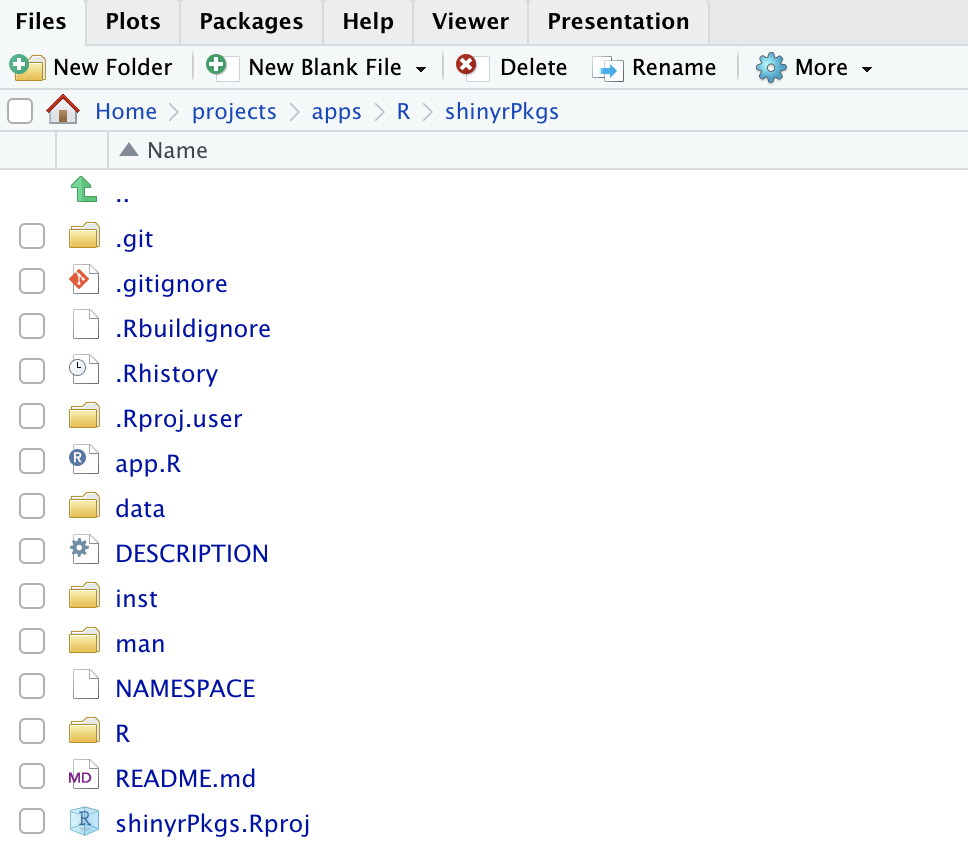 Files Plots Packages Help Viewer Presentation
New Folder New Blank File Delete Rename More
Home projects apps R shinyrPkgs
Name
..
.git
.gitignore
.Rbuildignore
.Rhistory
.Rproj.user
R app.R
data
DESCRIPTION
inst
man
NAMESPACE
R
MD README.md
R shinyrPkgs.Rproj